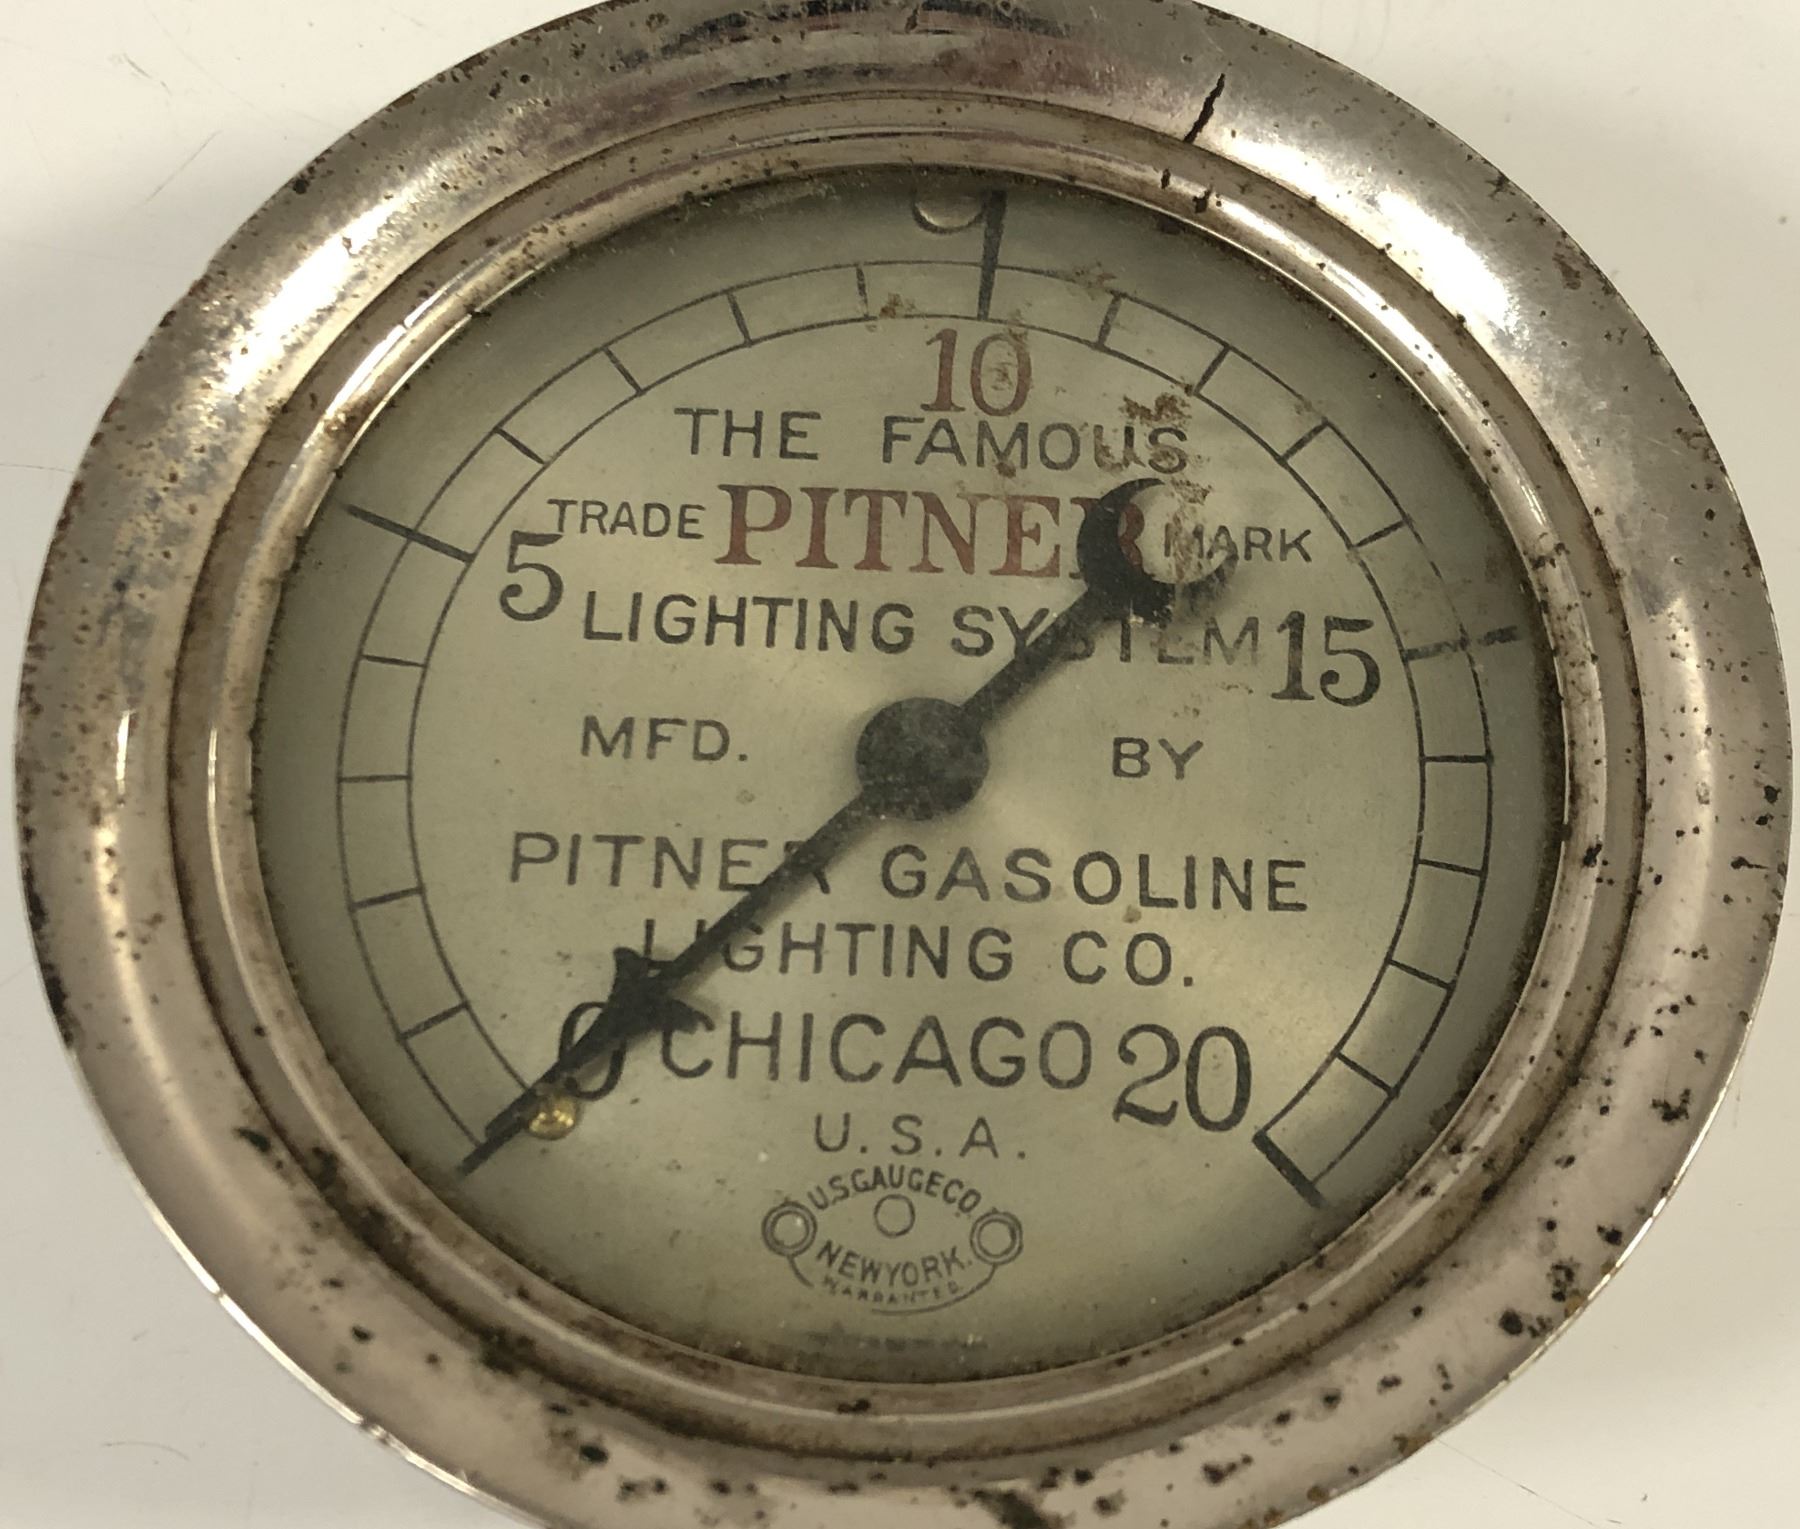 10
THE FAMOUS
TRADE PITNER MARK
5 LIGHTING SYSTEM 15
MFD. BY
PITNER GASOLINE
LIGHTING CO.
0 CHICAGO 20
U.S.A.
U.S. GAUGE CO.
NEW YORK.
WARRANTED